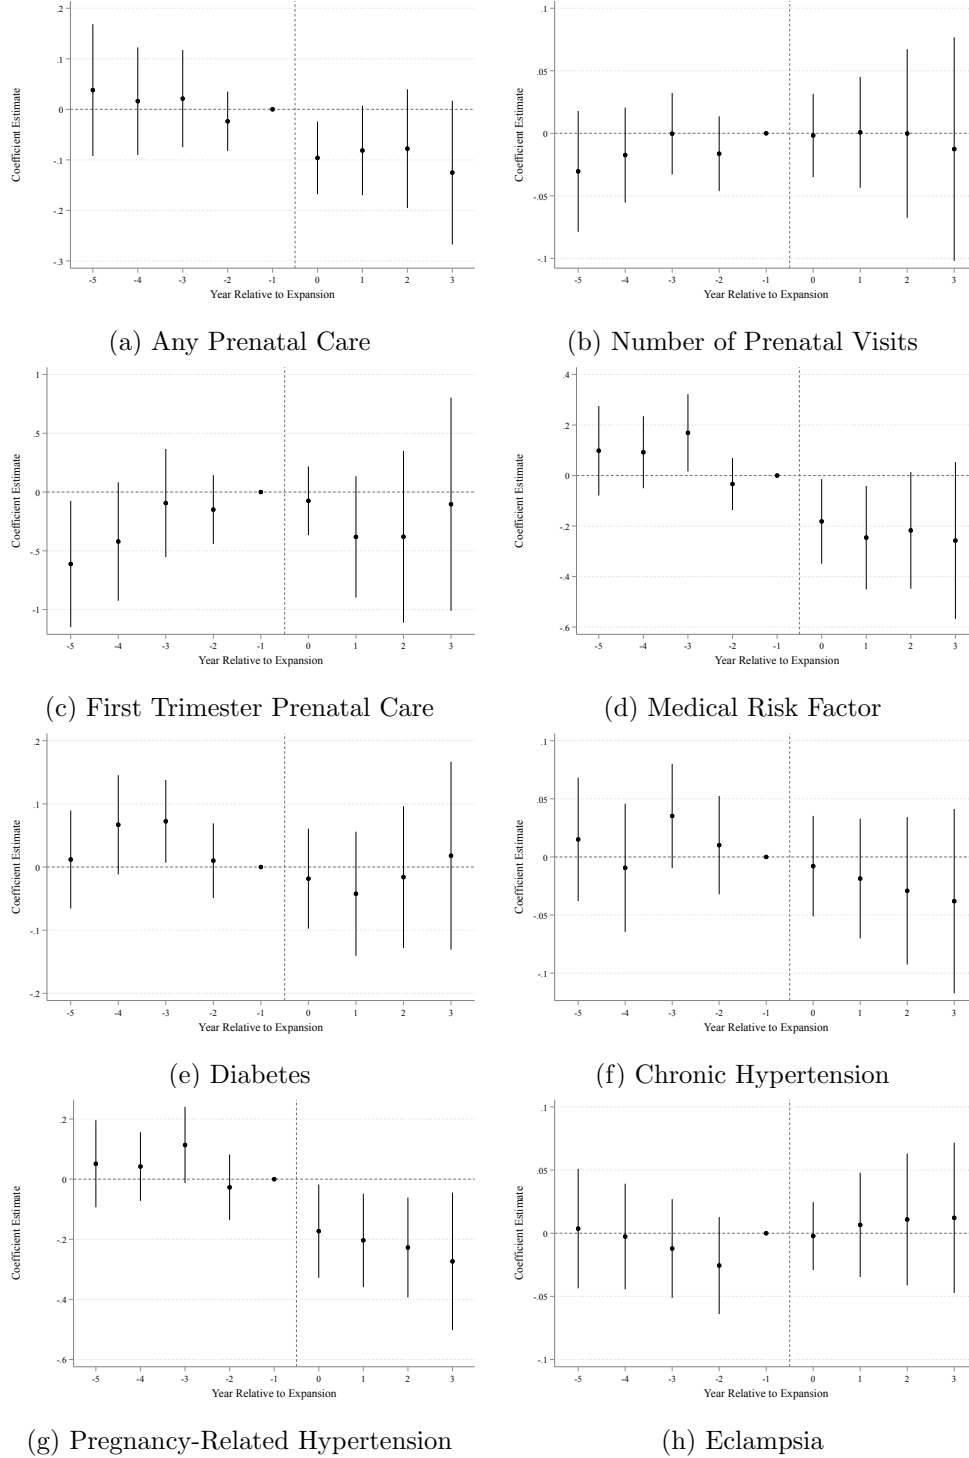 .2
.1
0
-.1
-.2
-.3
Coefficient Estimate
-5 -4 -3 -2 -1 0 1 2 3
Year Relative to Expansion
(a) Any Prenatal Care
.1
.05
0
-.05
-.1
Coefficient Estimate
-5 -4 -3 -2 -1 0 1 2 3
Year Relative to Expansion
(b) Number of Prenatal Visits
1
.5
0
-.5
-1
Coefficient Estimate
-5 -4 -3 -2 -1 0 1 2 3
Year Relative to Expansion
(c) First Trimester Prenatal Care
.4
.2
0
-.2
-.4
-.6
Coefficient Estimate
-5 -4 -3 -2 -1 0 1 2 3
Year Relative to Expansion
(d) Medical Risk Factor
.2
.1
0
-.1
-.2
Coefficient Estimate
-5 -4 -3 -2 -1 0 1 2 3
Year Relative to Expansion
(e) Diabetes
.1
.05
0
-.05
-.1
Coefficient Estimate
-5 -4 -3 -2 -1 0 1 2 3
Year Relative to Expansion
(f) Chronic Hypertension
.2
0
-.2
-.4
-.6
Coefficient Estimate
-5 -4 -3 -2 -1 0 1 2 3
Year Relative to Expansion
(g) Pregnancy-Related Hypertension
.1
.05
0
-.05
-.1
Coefficient Estimate
-5 -4 -3 -2 -1 0 1 2 3
Year Relative to Expansion
(h) Eclampsia